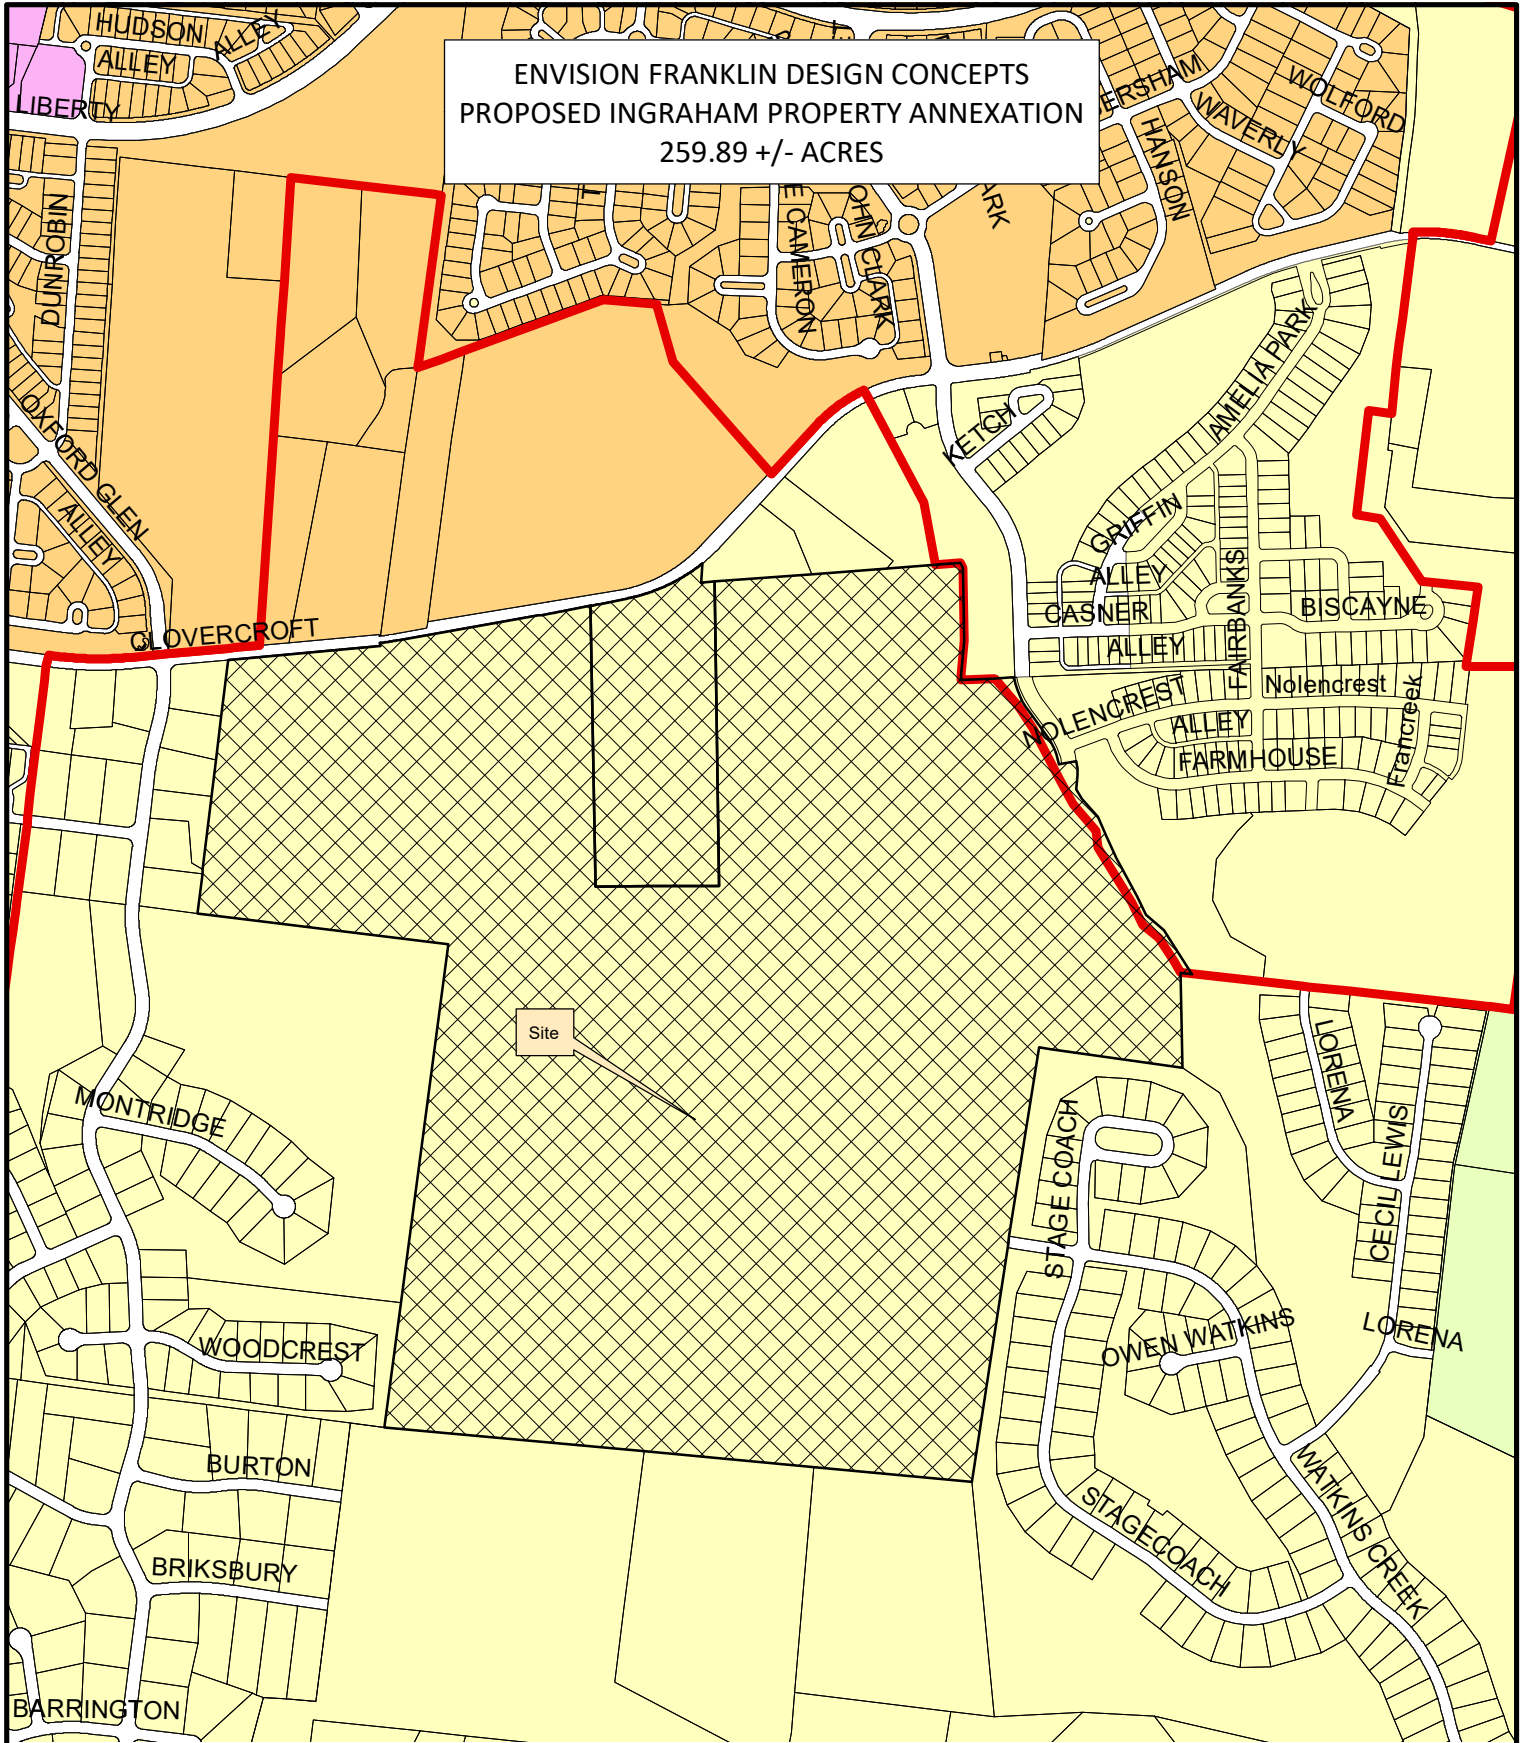 HUDSON
ALLEY
ALLEY
LIBERTY
ENVISION FRANKLIN DESIGN CONCEPTS
PROPOSED INGRAHAM PROPERTY ANNEXATION
259.89 +/- ACRES
WOLFORD
WAVERLY
HANSON
DUNROBIN
E CAMERON
OHN CLARK
ARK
OXFORD GLEN
ALLEY
AMELIA PARK
KETCH
GRIFFIN
ALLEY
CASNER
ALLEY
FAIRBANKS
BISCAYNE
CLOVERCROFT
Nolencrest
NOLENCREST
ALLEY
FARMHOUSE
Francreek
Site
MONTRIDGE
LORENA
STAGE COACH
CECIL LEWIS
WOODCREST
OWEN WATKINS
LORENA
BURTON
WATKINS CREEK
STAGECOACH
BRIKSBURY
BARRINGTON